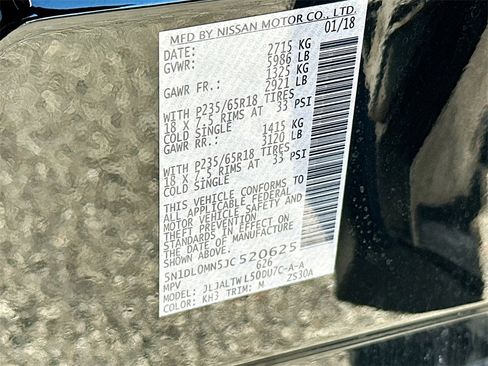 MFD BY NISSAN MOTOR CO., LTD.
DATE: 01/18
GVWR: 2715 KG
5986 LB
GAWR FR.: 1325 KG
2921 LB
WITH P235/65R18 TIRES
18 X 7.5 RIMS AT 33 PSI
COLD SINGLE
GAWR RR.: 1415 KG
3120 LB
WITH P235/65R18 TIRES
18 X 7.5 RIMS AT 33 PSI
COLD SINGLE
THIS VEHICLE CONFORMS TO
ALL APPLICABLE FEDERAL
MOTOR VEHICLE SAFETY AND
THEFT PREVENTION STANDARDS
IN EFFECT ON THE DATE OF
MANUFACTURE SHOWN ABOVE.
5N1DL0MN5JC520625
MPV 626
MODEL: JLJALTWL50DU7C-A-A
COLOR: KH3 TRIM: M ZS30A